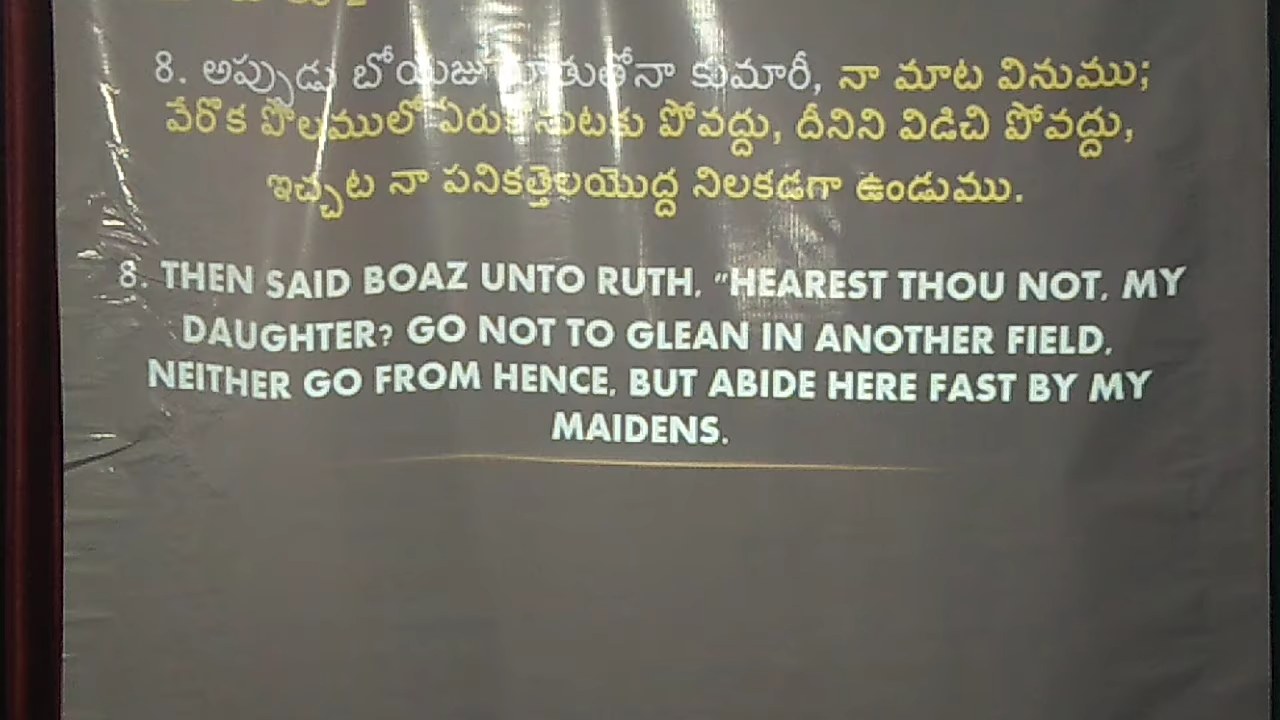 8. అప్పుడు బోయజు రూతుతోనా కుమారీ, నా మాట వినుము;
వేరొక పొలములో ఏరుకొనుటకు పోవద్దు, దీనిని విడిచి పోవద్దు,
ఇచ్చట నా పనికత్తెలయొద్ద నిలకడగా ఉండుము.
8. THEN SAID BOAZ UNTO RUTH, "HEAREST THOU NOT, MY
DAUGHTER? GO NOT TO GLEAN IN ANOTHER FIELD,
NEITHER GO FROM HENCE, BUT ABIDE HERE FAST BY MY
MAIDENS.